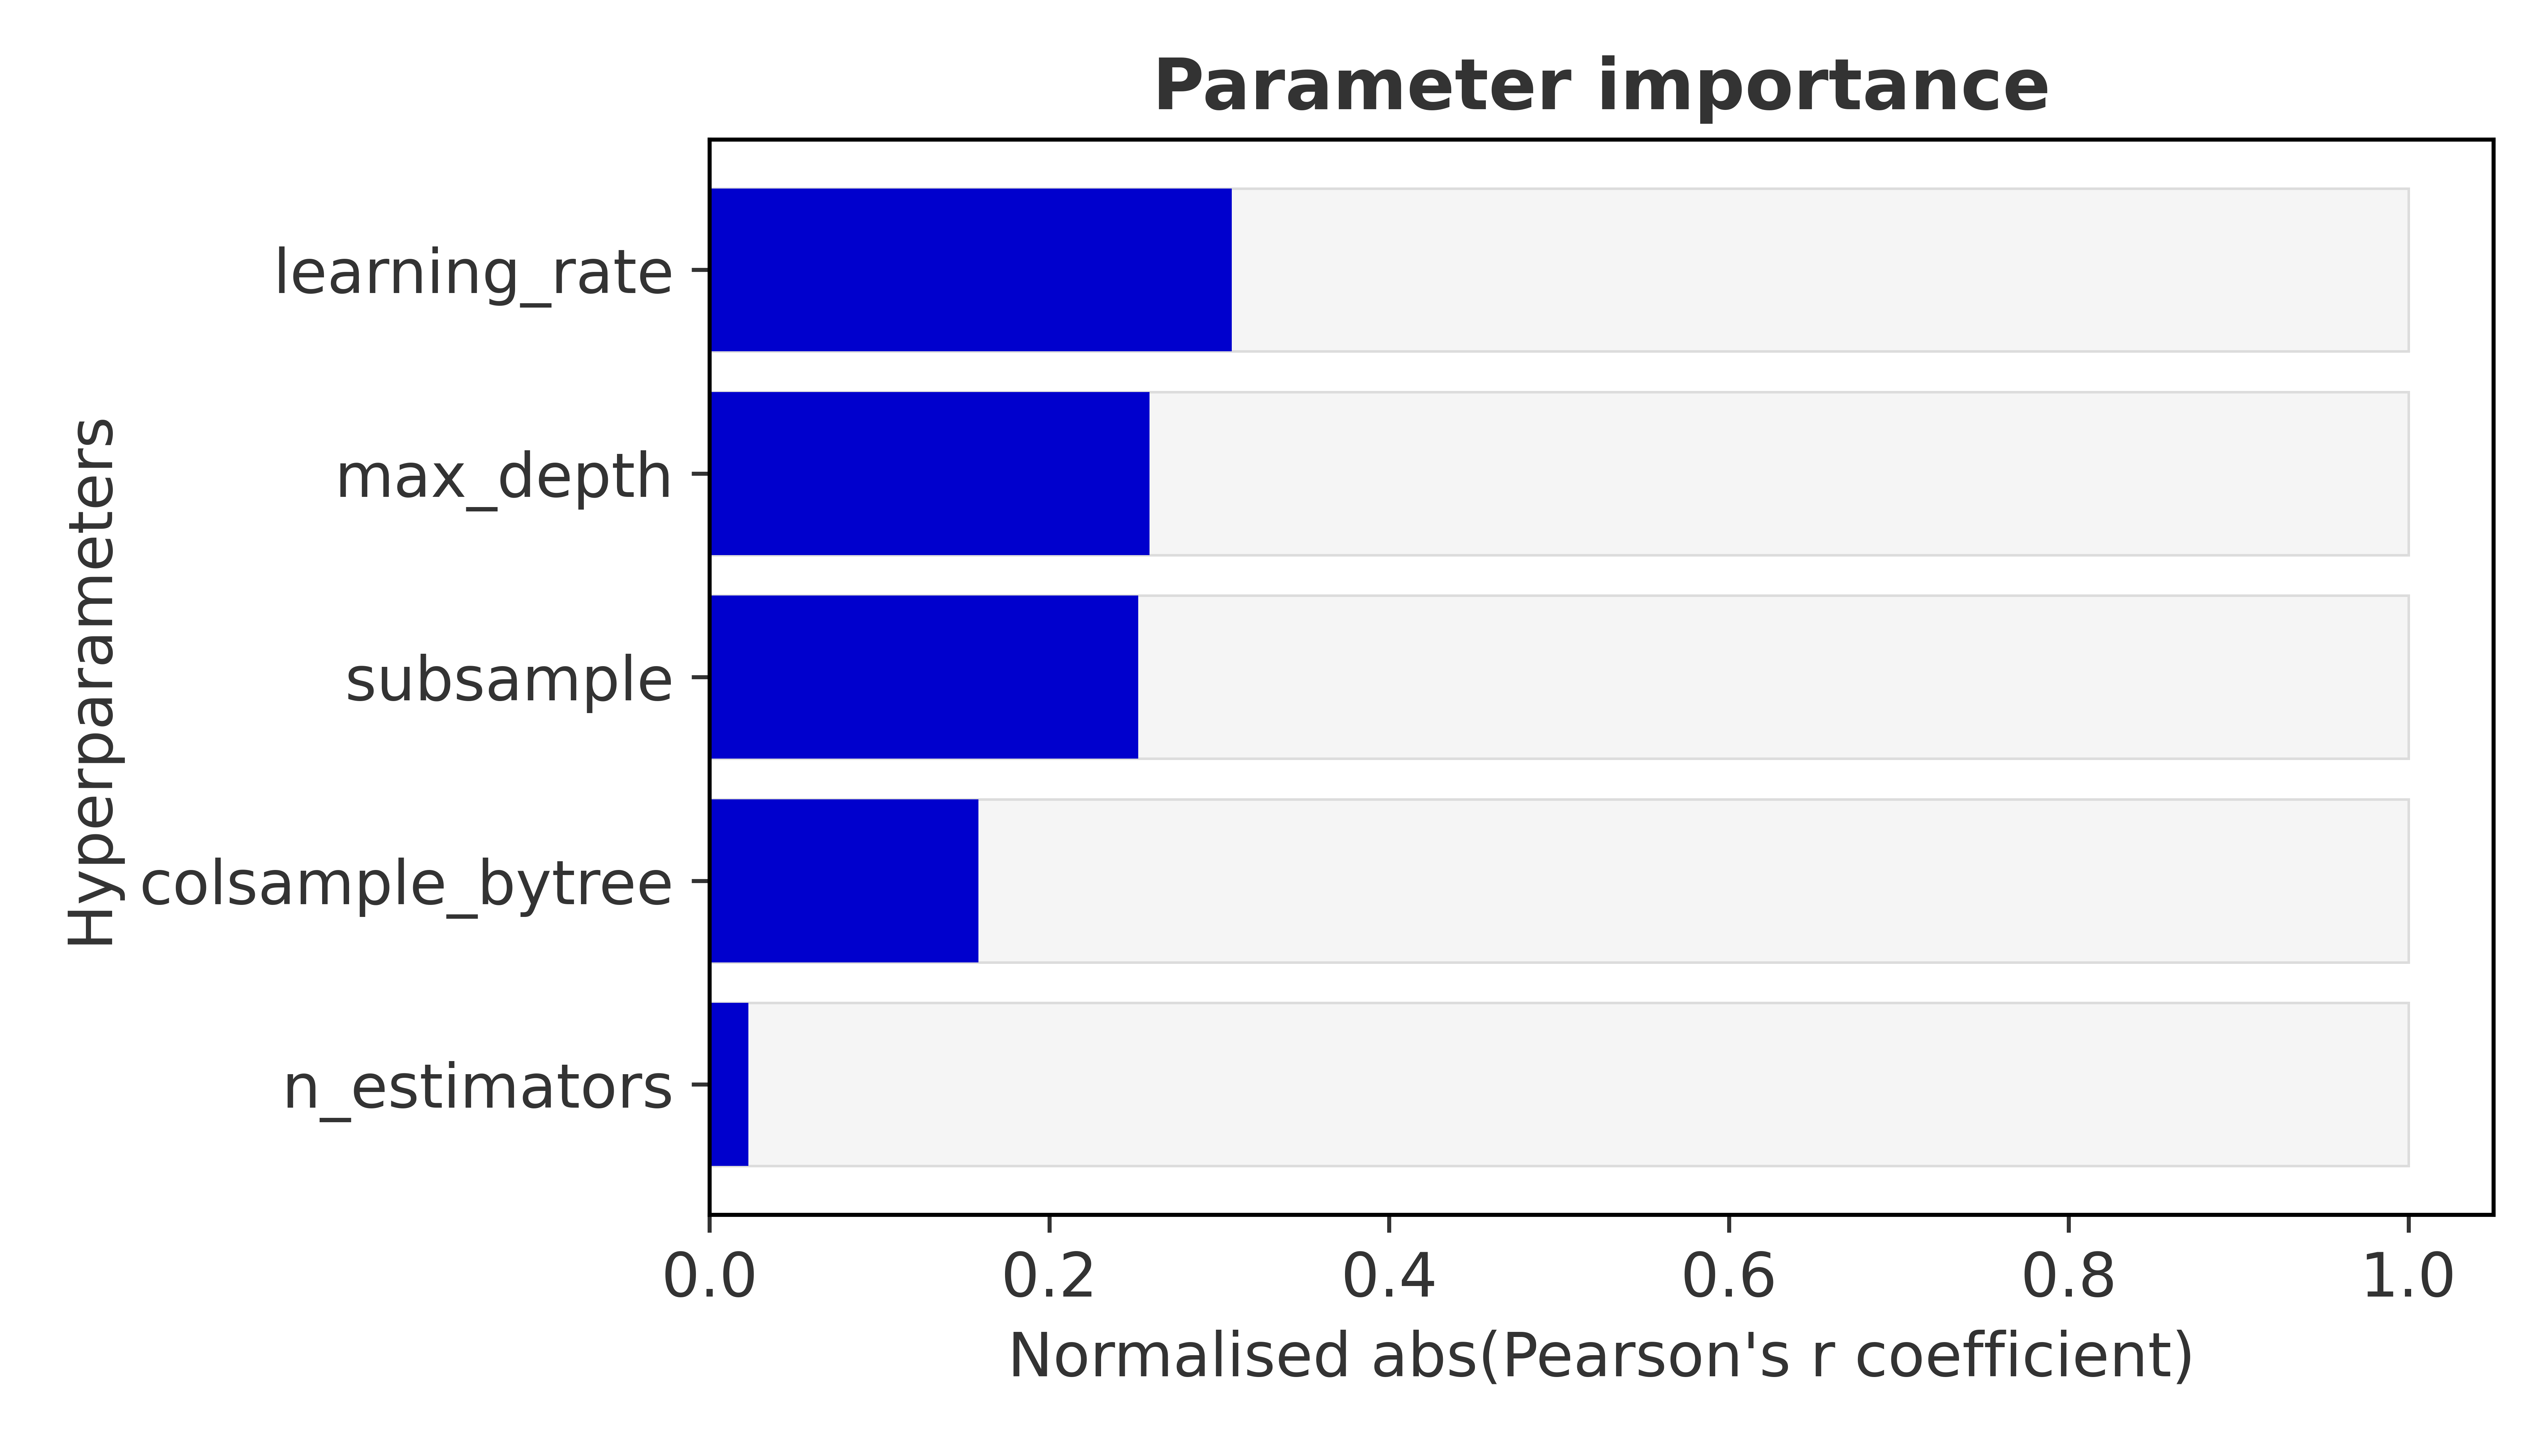 Parameter importance
Hyperparameters
learning_rate
max_depth
subsample
colsample_bytree
n_estimators
0.0 0.2 0.4 0.6 0.8 1.0
Normalised abs(Pearson's r coefficient)